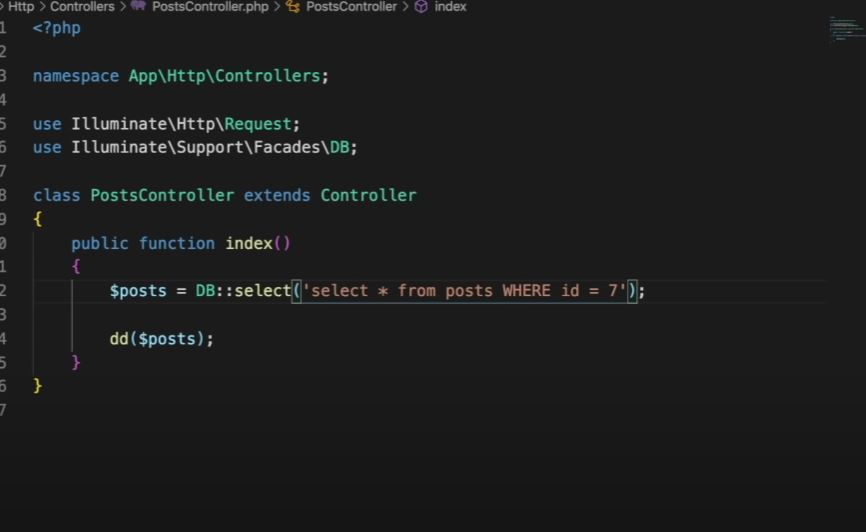 Http > Controllers > PostsController.php > PostsController > index
1 <?php
2
3 namespace App\Http\Controllers;
4
5 use Illuminate\Http\Request;
6 use Illuminate\Support\Facades\DB;
7
8 class PostsController extends Controller
9 {
0 public function index()
1 {
2 $posts = DB::select('select * from posts WHERE id = 7');
3
4 dd($posts);
5 }
6 }
7